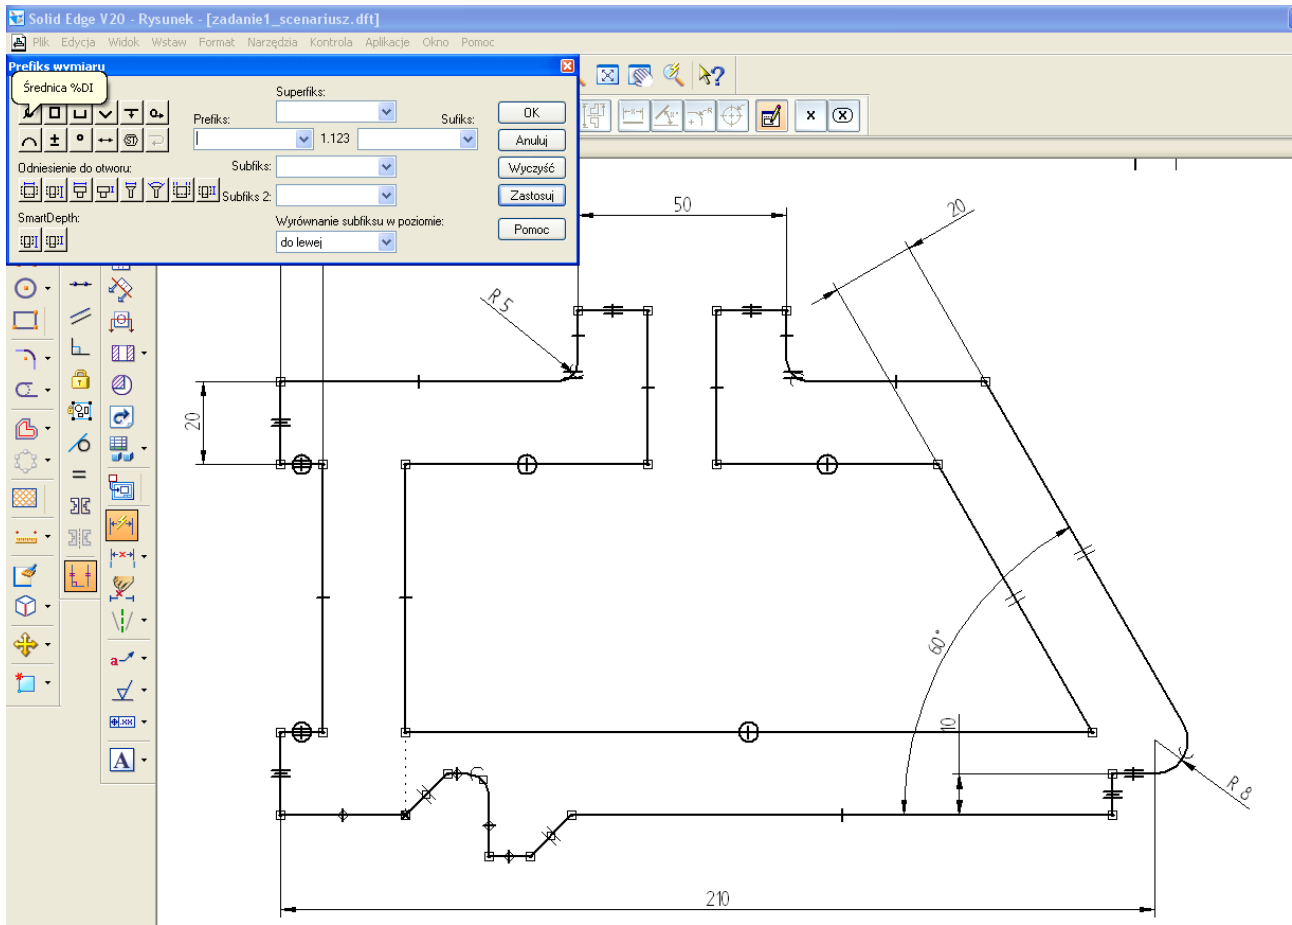 Solid Edge V20 - Rysunek - [zadanie1_scenariusz.dft]
Plik Edycja Widok Wstaw Format Narzędzia Kontrola Aplikacje Okno Pomoc
Prefiks wymiaru
Średnica %DI
Superfiks:
OK
Prefiks:
1.123
Sufiks:
Anuluj
Odniesienie do otworu:
Subfiks:
Wyczyść
Subfiks 2:
Zastosuj
SmartDepth:
Wyrównanie subfiksu w poziomie:
do lewej
Pomoc
50
20
R 5
20
60°
10
R 8
210